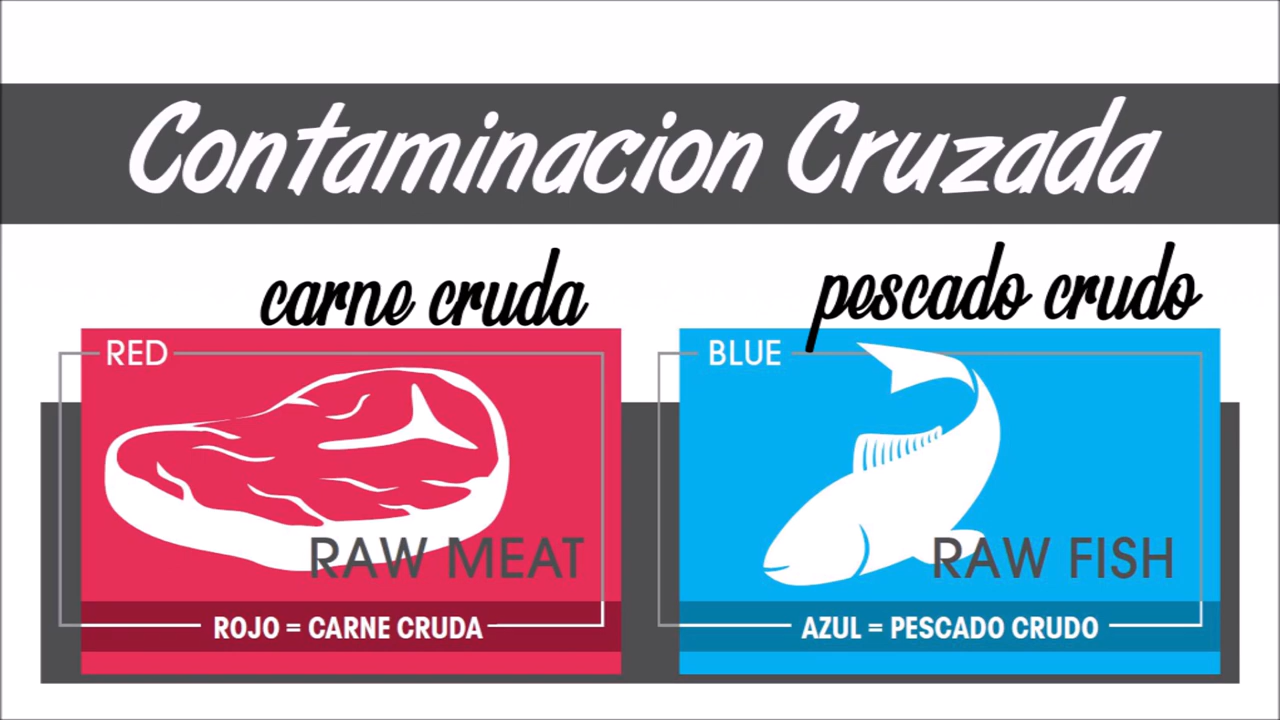 Contaminacion Cruzada
carne cruda
pescado crudo
RED
RAW MEAT
ROJO = CARNE CRUDA
BLUE
RAW FISH
AZUL = PESCADO CRUDO